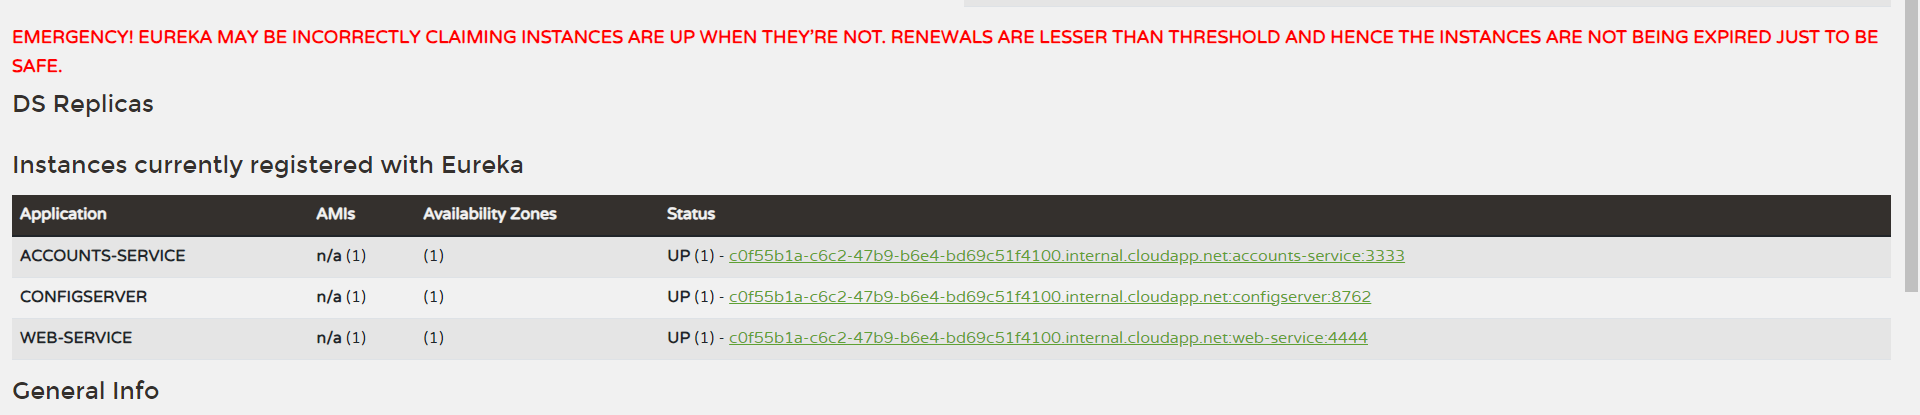 EMERGENCY! EUREKA MAY BE INCORRECTLY CLAIMING INSTANCES ARE UP WHEN THEY'RE NOT. RENEWALS ARE LESSER THAN THRESHOLD AND HENCE THE INSTANCES ARE NOT BEING EXPIRED JUST TO BE
SAFE.
DS Replicas
Instances currently registered with Eureka
Application AMIs Availability Zones Status
ACCOUNTS-SERVICE n/a (1) (1) UP (1) - c0f55b1a-c6c2-47b9-b6e4-bd69c51f4100.internal.cloudapp.net:accounts-service:3333
CONFIGSERVER n/a (1) (1) UP (1) - c0f55b1a-c6c2-47b9-b6e4-bd69c51f4100.internal.cloudapp.net:configserver:8762
WEB-SERVICE n/a (1) (1) UP (1) - c0f55b1a-c6c2-47b9-b6e4-bd69c51f4100.internal.cloudapp.net:web-service:4444
General Info